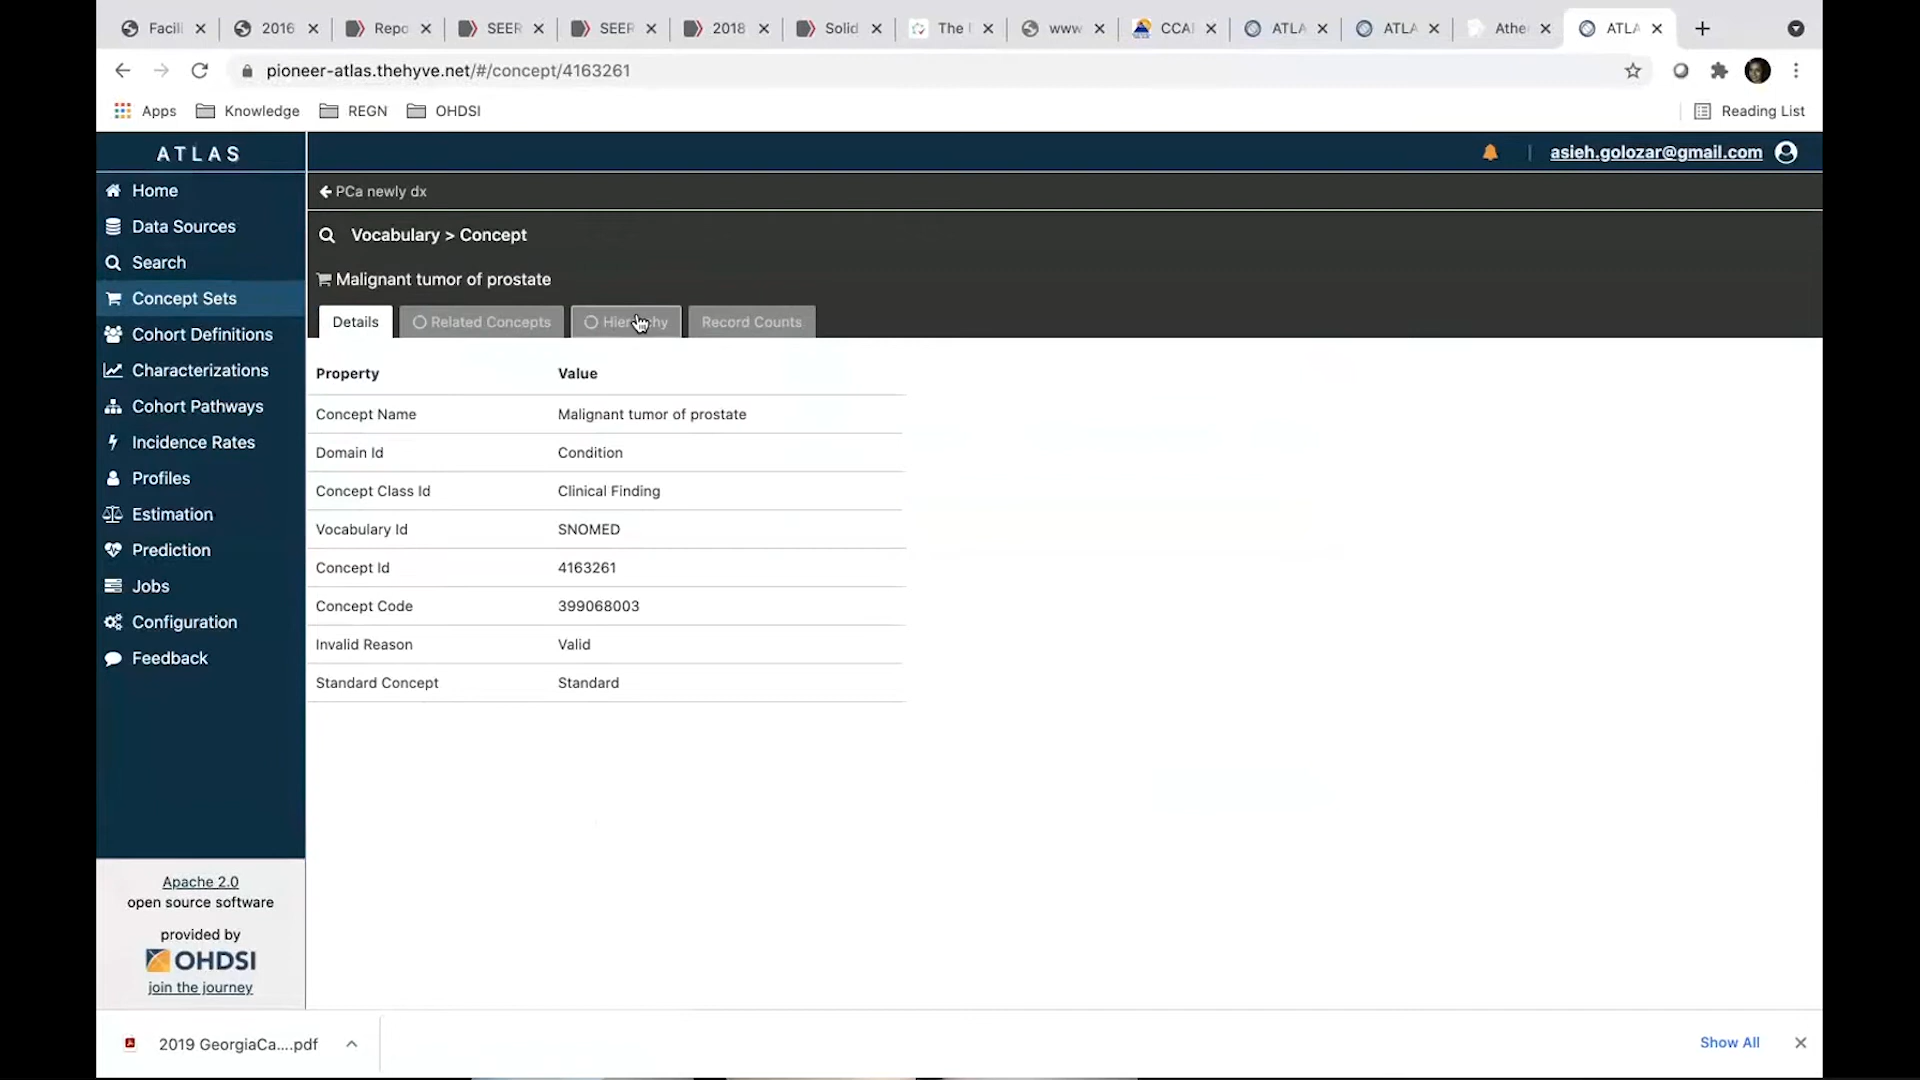 Facil 2016 Repo SEER SEER 2018 Solid The www CCAI ATLA ATLA Athe ATLA
pioneer-atlas.thehyve.net/#/concept/4163261
Apps Knowledge REGN OHDSI Reading List
ATLAS
asieh.golozar@gmail.com
Home
Data Sources
Search
Concept Sets
Cohort Definitions
Characterizations
Cohort Pathways
Incidence Rates
Profiles
Estimation
Prediction
Jobs
Configuration
Feedback
Apache 2.0
open source software
provided by
OHDSI
join the journey
PCa newly dx
Vocabulary > Concept
Malignant tumor of prostate
Details Related Concepts Record Counts
Property Value
Concept Name Malignant tumor of prostate
Domain Id Condition
Concept Class Id Clinical Finding
Vocabulary Id SNOMED
Concept Id 4163261
Concept Code 399068003
Invalid Reason Valid
Standard Concept Standard
2019 GeorgiaCa....pdf Show All